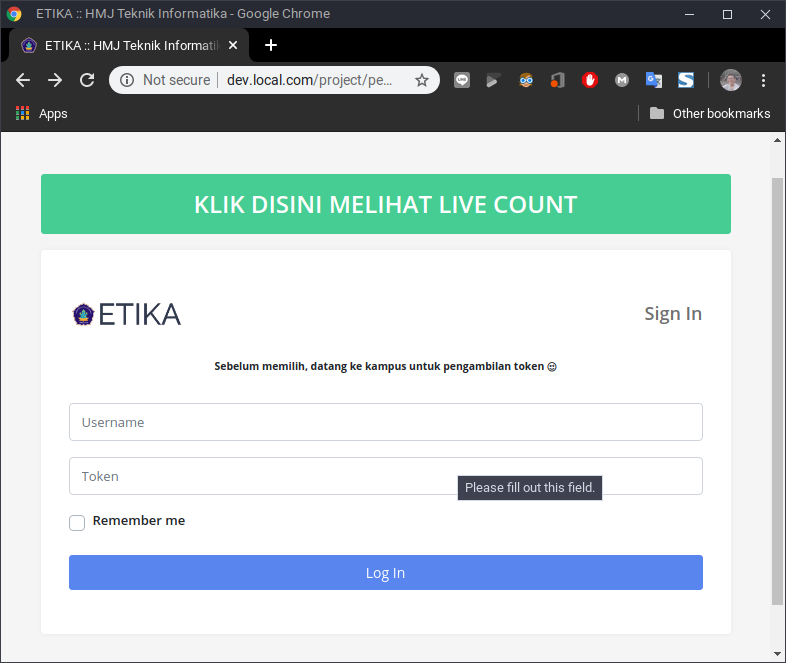 ETIKA :: HMJ Teknik Informatika - Google Chrome
ETIKA :: HMJ Teknik Informati
Not secure
dev.local.com/project/pe...
Apps
Other bookmarks
KLIK DISINI MELIHAT LIVE COUNT
ETIKA
Sign In
Sebelum memilih, datang ke kampus untuk pengambilan token 😉
Username
Token
Please fill out this field.
Remember me
Log In